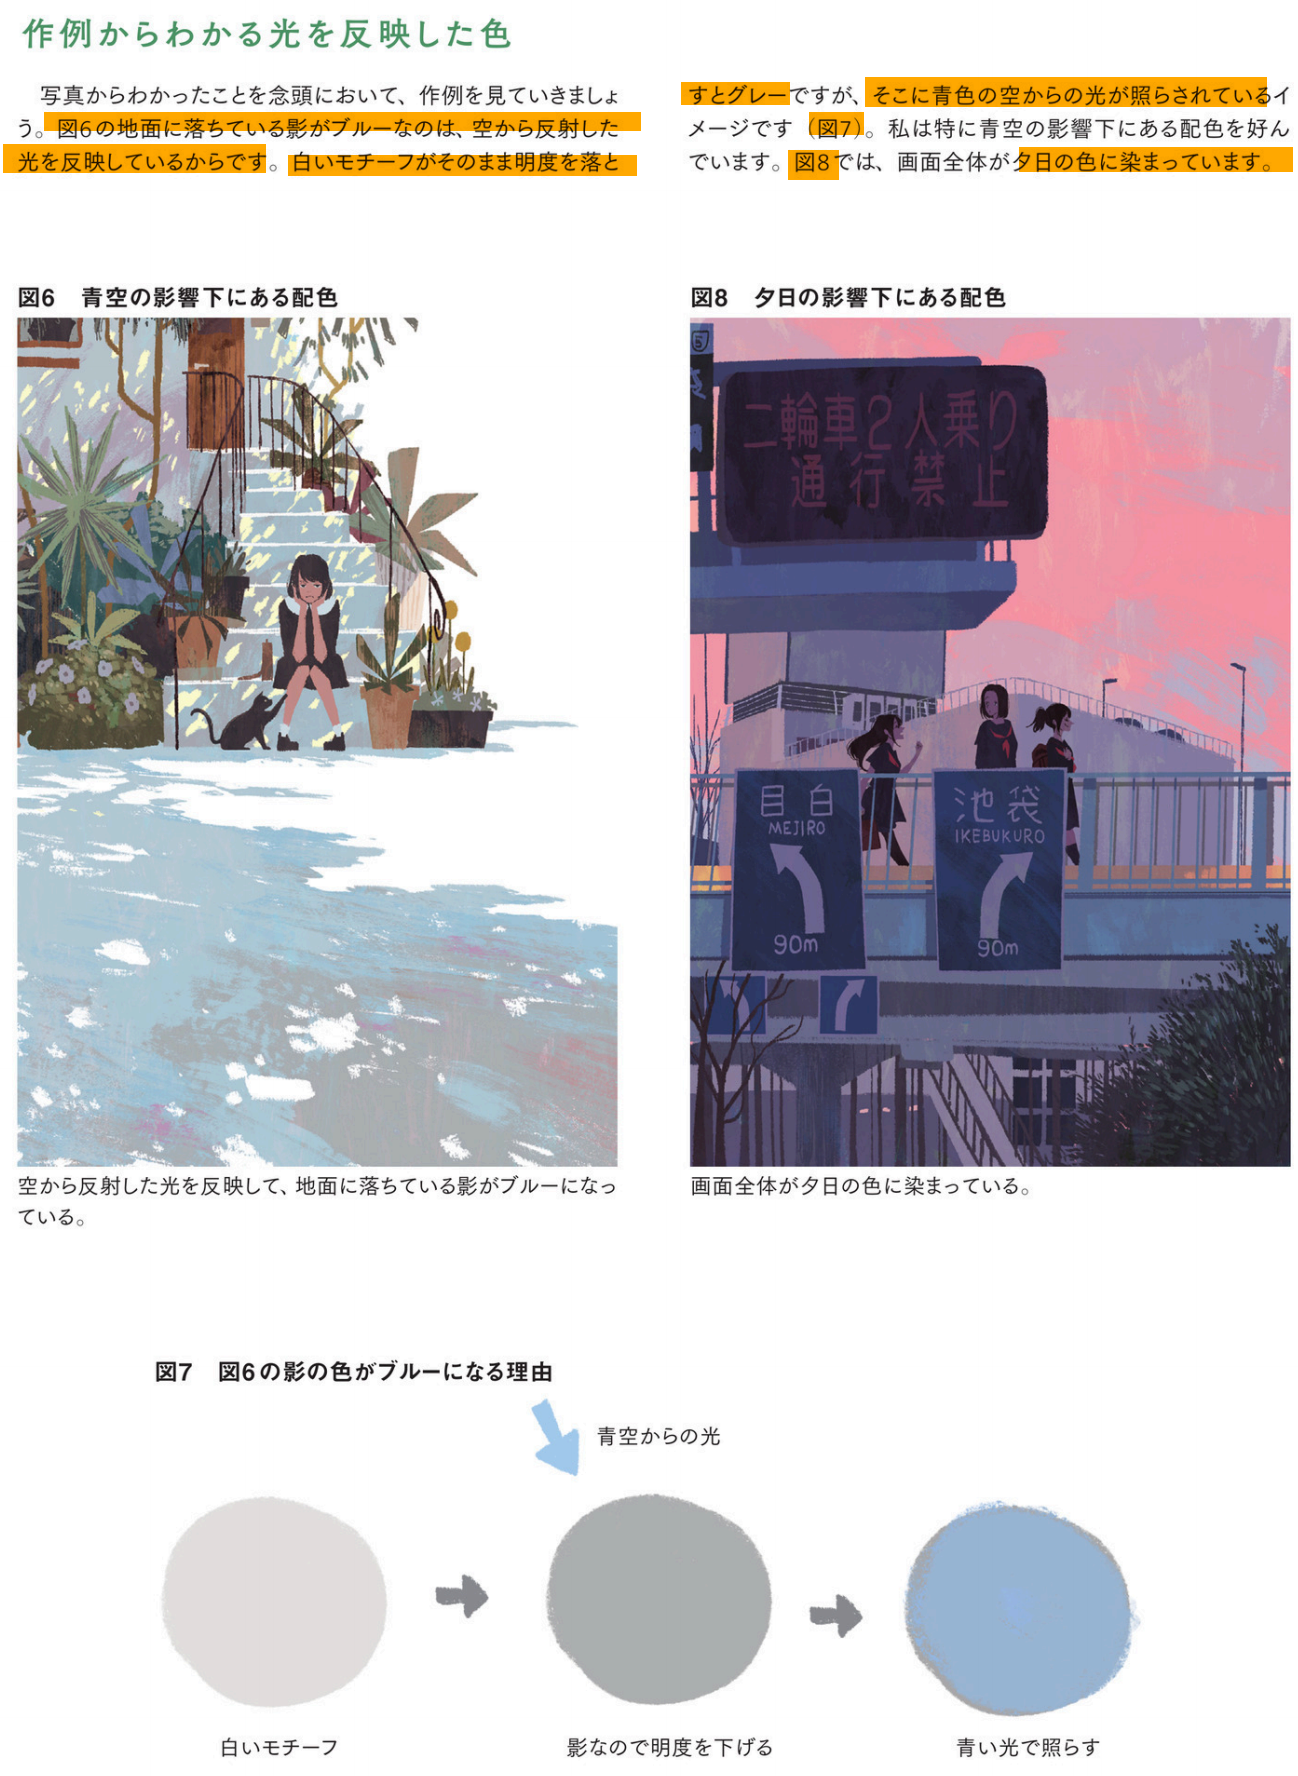 作例からわかる光を反映した色
写真からわかったことを念頭において、作例を見ていきましょ
う。図6の地面に落ちている影がブルーなのは、空から反射した
光を反映しているからです。白いモチーフがそのまま明度を落と
すとグレーですが、そこに青色の空からの光が照らされているイ
メージです（図7）。私は特に青空の影響下にある配色を好ん
でいます。図8では、画面全体が夕日の色に染まっています。
図6　青空の影響下にある配色
空から反射した光を反映して、地面に落ちている影がブルーになっ
ている。
図8　夕日の影響下にある配色
二輪車2人乗り
通行禁止
目白
MEJIRO
90m
池袋
IKEBUKURO
90m
画面全体が夕日の色に染まっている。
図7　図6の影の色がブルーになる理由
青空からの光
白いモチーフ
影なので明度を下げる
青い光で照らす